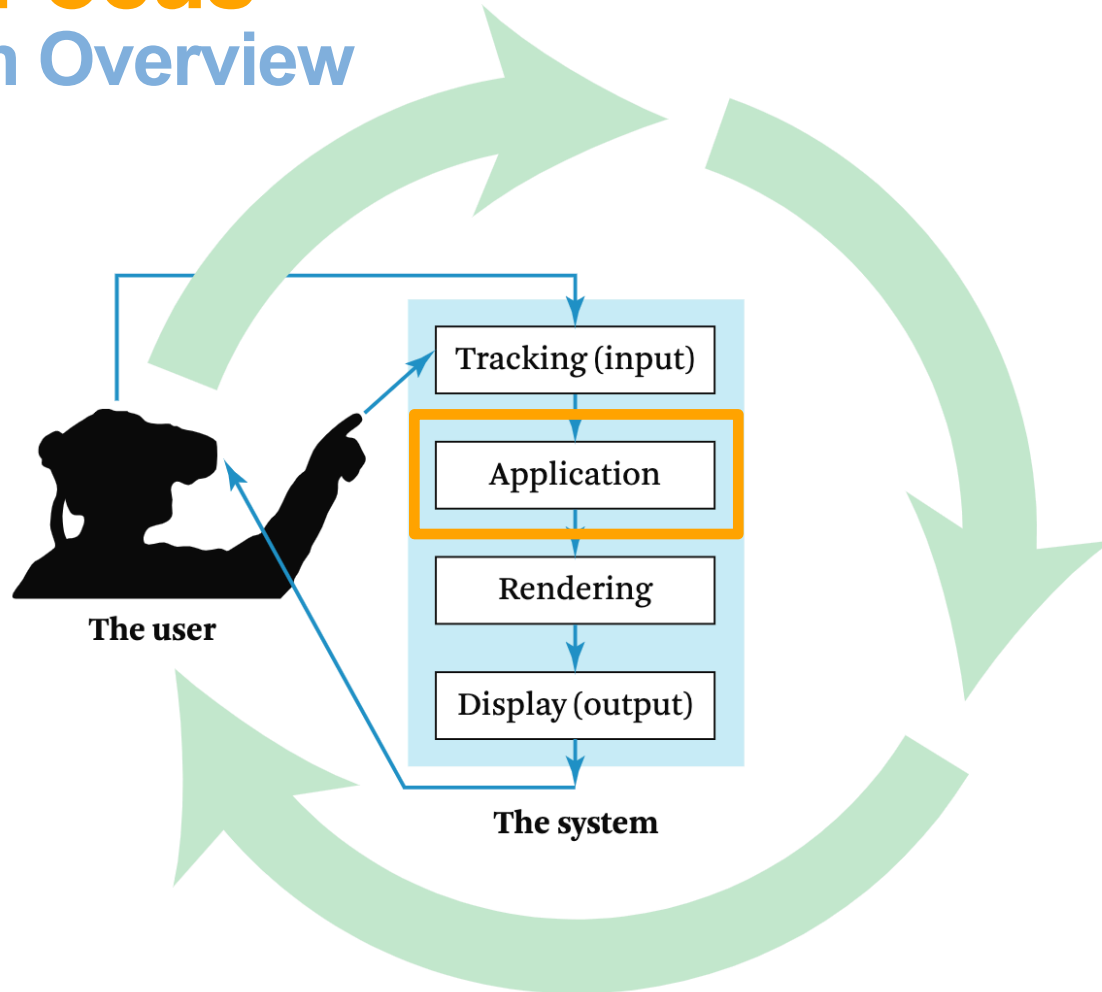 Overview
Tracking (input)
Application
Rendering
The user
Display (output)
The system